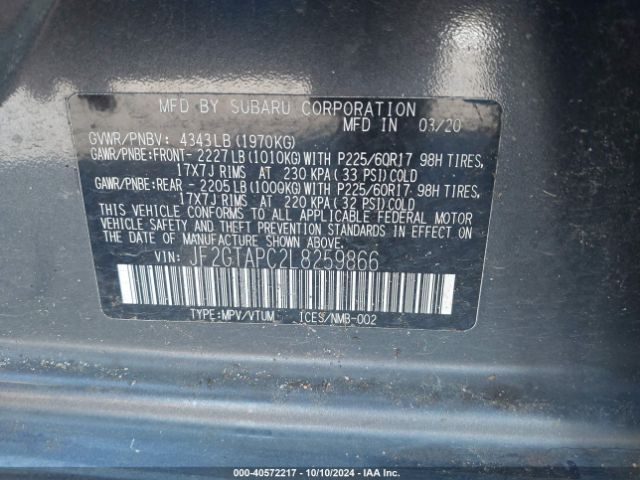 MFD BY SUBARU CORPORATION
MFD IN 03/20
GVWR/PNBV: 4343LB(1970KG)
GAWR/PNBE:FRONT- 2227LB(1010KG)WITH P225/60R17 98H TIRES,
17X7J RIMS AT 230 KPA(33 PSI)COLD
GAWR/PNBE:REAR - 2205LB(1000KG)WITH P225/60R17 98H TIRES,
17X7J RIMS AT 220 KPA(32 PSI)COLD
THIS VEHICLE CONFORMS TO ALL APPLICABLE FEDERAL MOTOR
VEHICLE SAFETY AND THEFT PREVENTION STANDARDS IN EFFECT
ON THE DATE OF MANUFACTURE SHOWN ABOVE.
VIN: JF2GTAPC2L8259866
TYPE:MPV/VTUM ICES/NMB-002
000-40572217 - 10/10/2024 - IAA Inc.